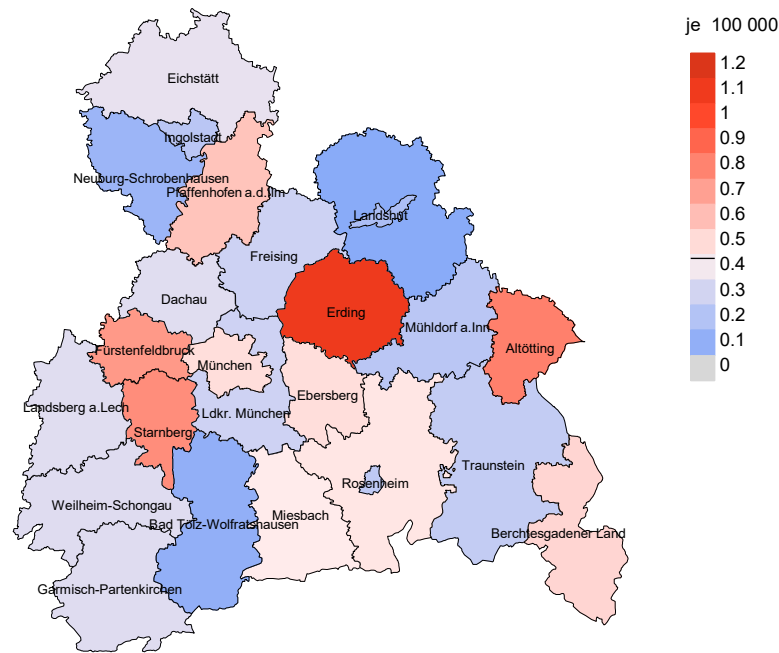 je 100 000
1.2
1.1
1
0.9
0.8
0.7
0.6
0.5
0.4
0.3
0.2
0.1
0
Eichstätt
Ingolstadt
Neuburg-Schrobenhausen
Pfaffenhofen a.d.Ilm
Landshut
Freising
Dachau
Erding
Mühldorf a.Inn
Altötting
Fürstenfeldbruck
München
Ebersberg
Landsberg a.Lech
Ldkr. München
Starnberg
Traunstein
Rosenheim
Weilheim-Schongau
Miesbach
Bad Tölz-Wolfratshausen
Berchtesgadener Land
Garmisch-Partenkirchen